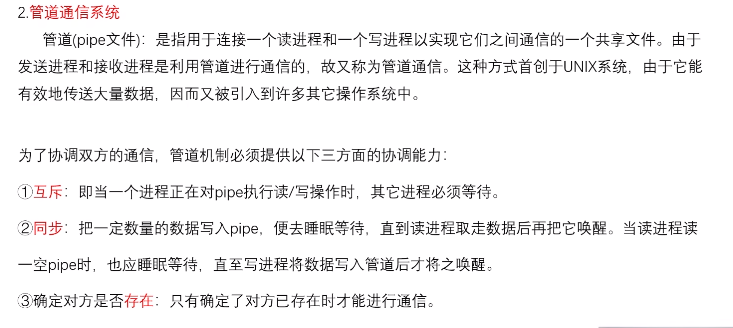 2.管道通信系统
管道(pipe文件)：是指用于连接一个读进程和一个写进程以实现它们之间通信的一个共享文件。由于
发送进程和接收进程是利用管道进行通信的，故又称为管道通信。这种方式首创于UNIX系统，由于它能
有效地传送大量数据，因而又被引入到许多其它操作系统中。
为了协调双方的通信，管道机制必须提供以下三方面的协调能力：
①互斥：即当一个进程正在对pipe执行读/写操作时，其它进程必须等待。
②同步：把一定数量的数据写入pipe，便去睡眠等待，直到读进程取走数据后再把它唤醒。当读进程读
一空pipe时，也应睡眠等待，直至写进程将数据写入管道后才将之唤醒。
③确定对方是否存在：只有确定了对方已存在时才能进行通信。